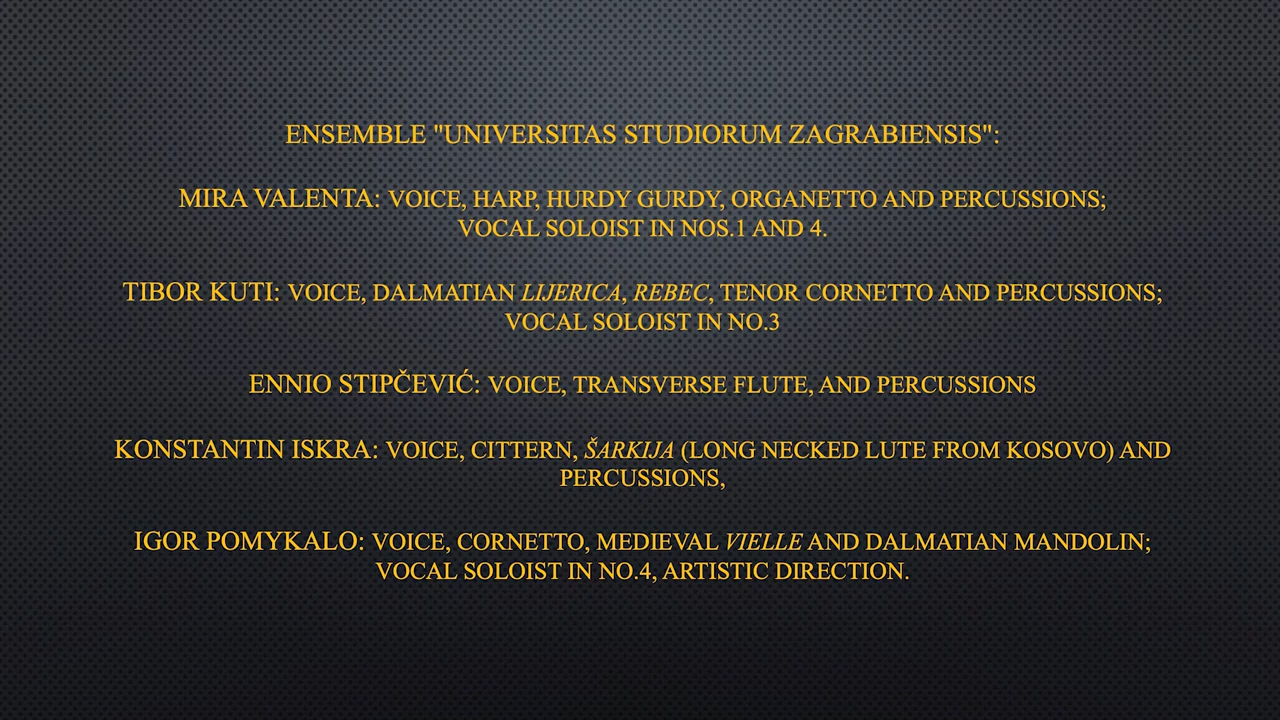 ENSEMBLE "UNIVERSITAS STUDIORUM ZAGRABIENSIS":
MIRA VALENTA: VOICE, HARP, HURDY GURDY, ORGANETTO AND PERCUSSIONS;
VOCAL SOLOIST IN NOS.1 AND 4.
TIBOR KUTI: VOICE, DALMATIAN LIJERICA, REBEC, TENOR CORNETTO AND PERCUSSIONS;
VOCAL SOLOIST IN NO.3
ENNIO STIPČEVIĆ: VOICE, TRANSVERSE FLUTE, AND PERCUSSIONS
KONSTANTIN ISKRA: VOICE, CITTERN, ŠARKIJA (LONG NECKED LUTE FROM KOSOVO) AND
PERCUSSIONS,
IGOR POMYKALO: VOICE, CORNETTO, MEDIEVAL VIELLE AND DALMATIAN MANDOLIN;
VOCAL SOLOIST IN NO.4, ARTISTIC DIRECTION.